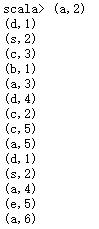 scala> (a,2)
(d,1)
(s,2)
(c,3)
(b,1)
(a,3)
(d,4)
(c,2)
(c,5)
(a,5)
(d,1)
(s,2)
(a,4)
(e,5)
(a,6)